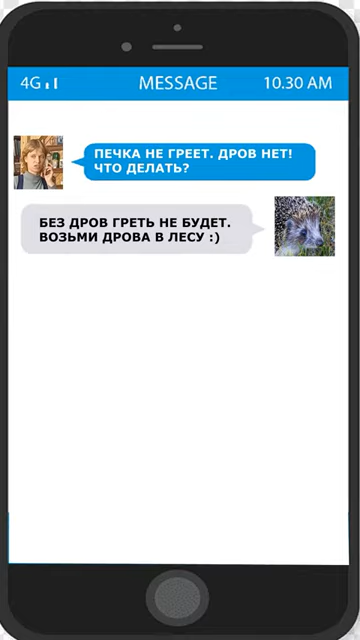 4G
MESSAGE
10.30 AM
ПЕЧКА НЕ ГРЕЕТ. ДРОВ НЕТ!
ЧТО ДЕЛАТЬ?
БЕЗ ДРОВ ГРЕТЬ НЕ БУДЕТ.
ВОЗЬМИ ДРОВА В ЛЕСУ :)